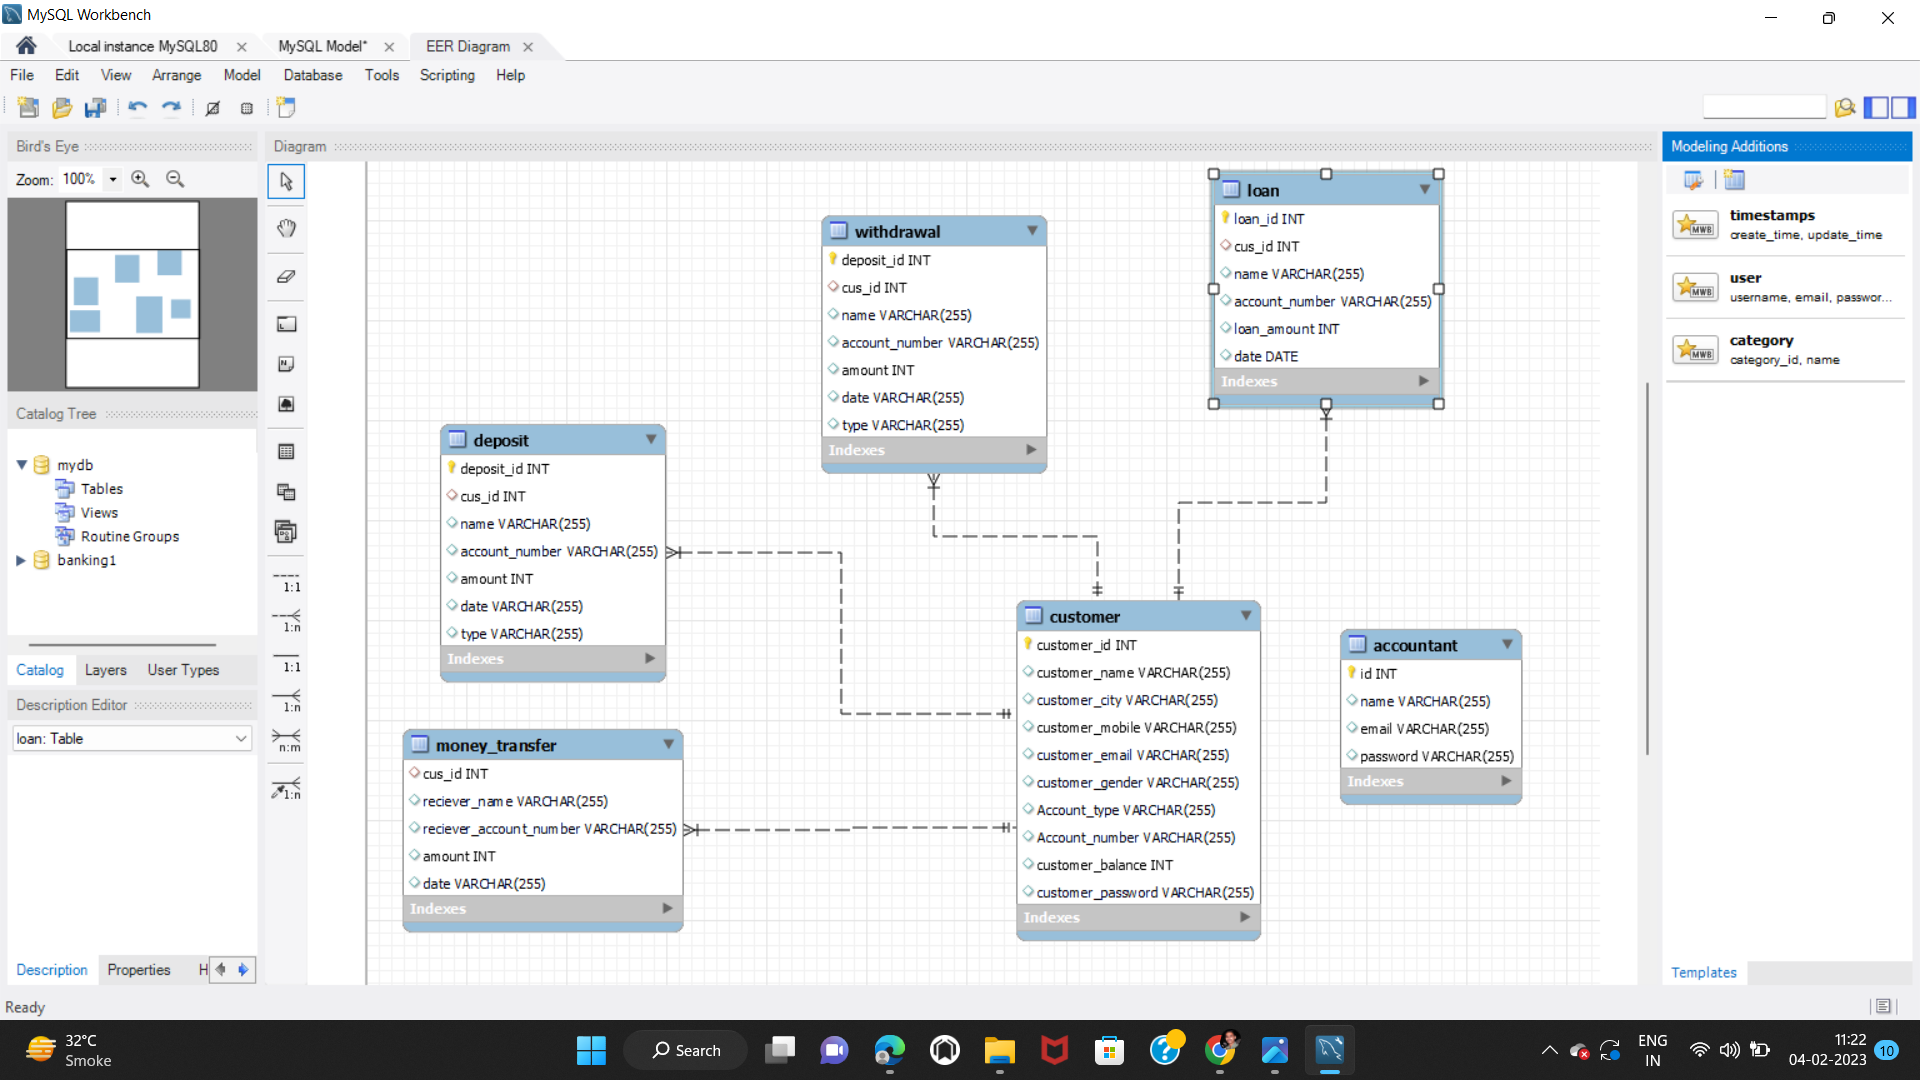 MySQL Workbench
Local instance MySQL80
MySQL Model*
EER Diagram
File Edit View Arrange Model Database Tools Scripting Help
Bird's Eye
Zoom: 100%
Catalog Tree
mydb
Tables
Views
Routine Groups
banking1
Catalog Layers User Types
Description Editor
loan: Table
Description Properties H
Ready
Diagram
1:1
1:n
1:1
1:n
n:m
1:n
withdrawal
deposit_id INT
cus_id INT
name VARCHAR(255)
account_number VARCHAR(255)
amount INT
date VARCHAR(255)
type VARCHAR(255)
Indexes
loan
loan_id INT
cus_id INT
name VARCHAR(255)
account_number VARCHAR(255)
loan_amount INT
date DATE
Indexes
deposit
deposit_id INT
cus_id INT
name VARCHAR(255)
account_number VARCHAR(255)
amount INT
date VARCHAR(255)
type VARCHAR(255)
Indexes
money_transfer
cus_id INT
reciever_name VARCHAR(255)
reciever_account_number VARCHAR(255)
amount INT
date VARCHAR(255)
Indexes
customer
customer_id INT
customer_name VARCHAR(255)
customer_city VARCHAR(255)
customer_mobile VARCHAR(255)
customer_email VARCHAR(255)
customer_gender VARCHAR(255)
Account_type VARCHAR(255)
Account_number VARCHAR(255)
customer_balance INT
customer_password VARCHAR(255)
Indexes
accountant
id INT
name VARCHAR(255)
email VARCHAR(255)
password VARCHAR(255)
Indexes
Modeling Additions
MWB
timestamps
create_time, update_time
MWB
user
username, email, passwor...
MWB
category
category_id, name
Templates
32°C
Smoke
Search
ENG
IN
11:22
04-02-2023
10